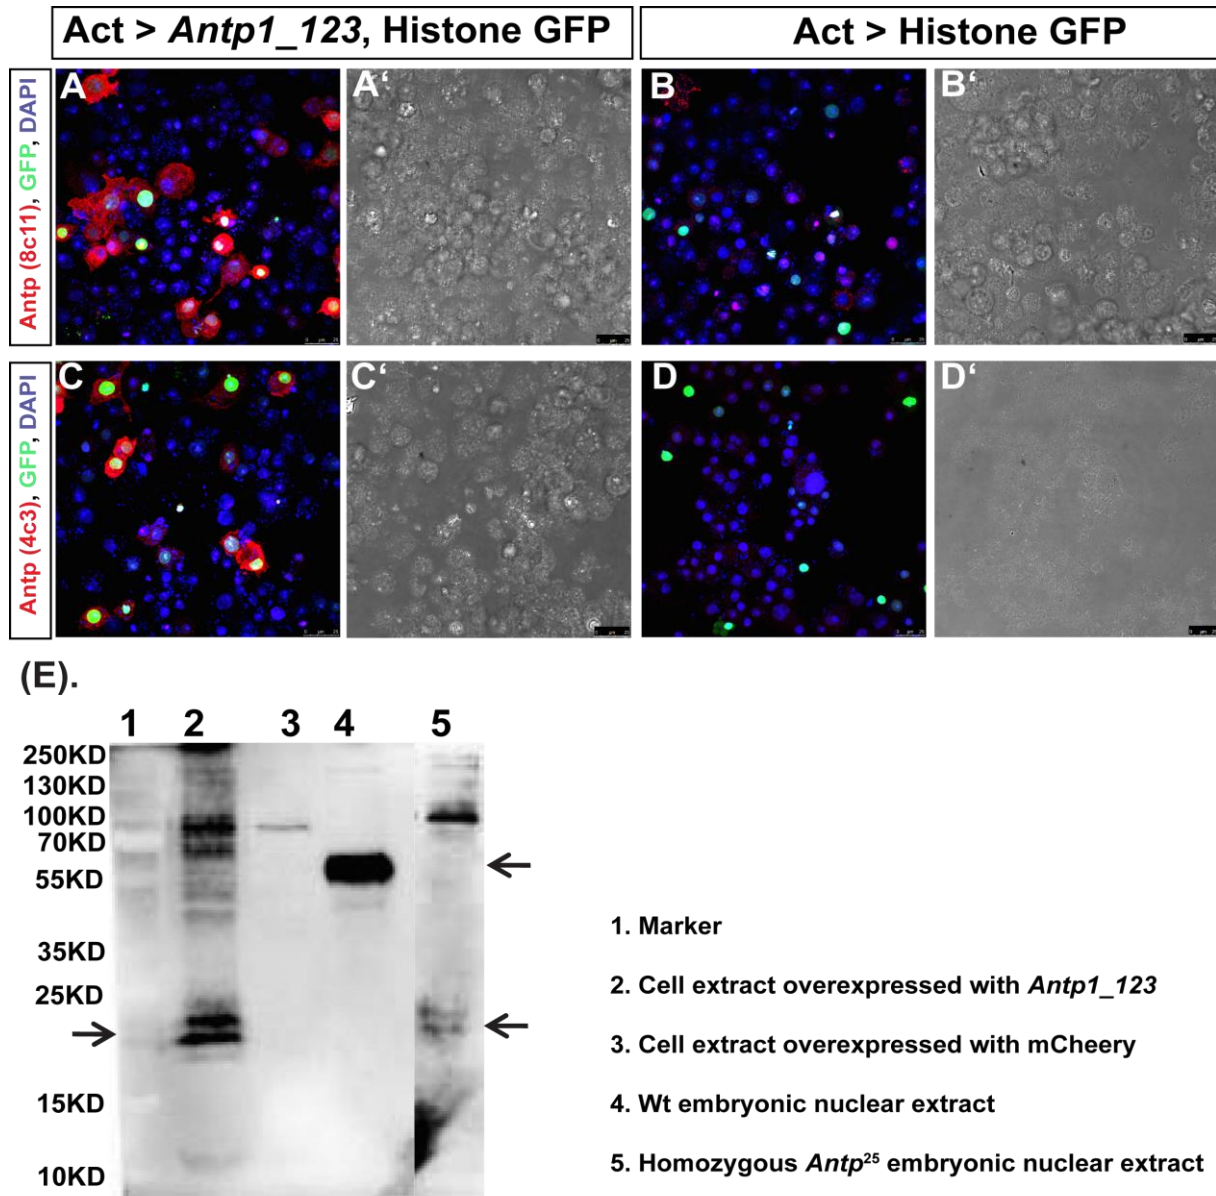 Act > Antp1_123, Histone GFP
Act > Histone GFP
Antp (8c11), GFP, DAPI
A
A'
B
B'
Antp (4c3), GFP, DAPI
C
C'
D
D'
(E).
1 2 3 4 5
250KD
130KD
100KD
70KD
55KD
35KD
25KD
15KD
10KD
1. Marker
2. Cell extract overexpressed with Antp1_123
3. Cell extract overexpressed with mCheery
4. Wt embryonic nuclear extract
5. Homozygous Antp25 embryonic nuclear extract